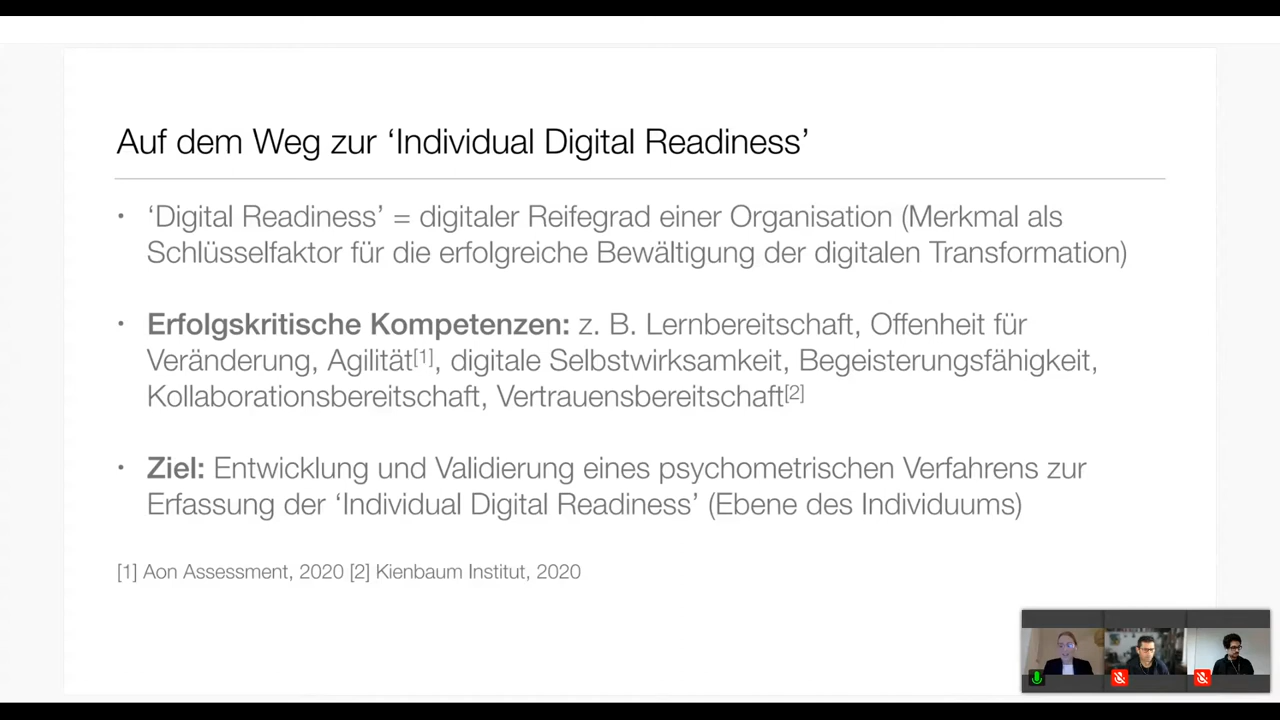 Auf dem Weg zur ‘Individual Digital Readiness’
• ‘Digital Readiness’ = digitaler Reifegrad einer Organisation (Merkmal als
Schlüsselfaktor für die erfolgreiche Bewältigung der digitalen Transformation)
• Erfolgskritische Kompetenzen: z. B. Lernbereitschaft, Offenheit für
Veränderung, Agilität[1], digitale Selbstwirksamkeit, Begeisterungsfähigkeit,
Kollaborationsbereitschaft, Vertrauensbereitschaft[2]
• Ziel: Entwicklung und Validierung eines psychometrischen Verfahrens zur
Erfassung der ‘Individual Digital Readiness’ (Ebene des Individuums)
[1] Aon Assessment, 2020 [2] Kienbaum Institut, 2020